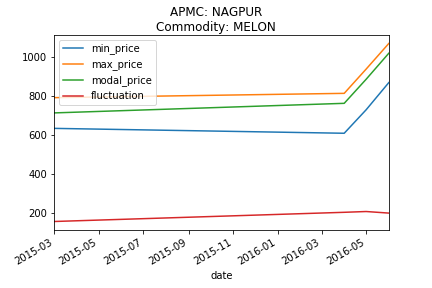 APMC: NAGPUR
Commodity: MELON
min_price
max_price
modal_price
fluctuation
1000
800
600
400
200
2015-03
2015-05
2015-07
2015-09
2015-11
2016-01
2016-03
2016-05
date